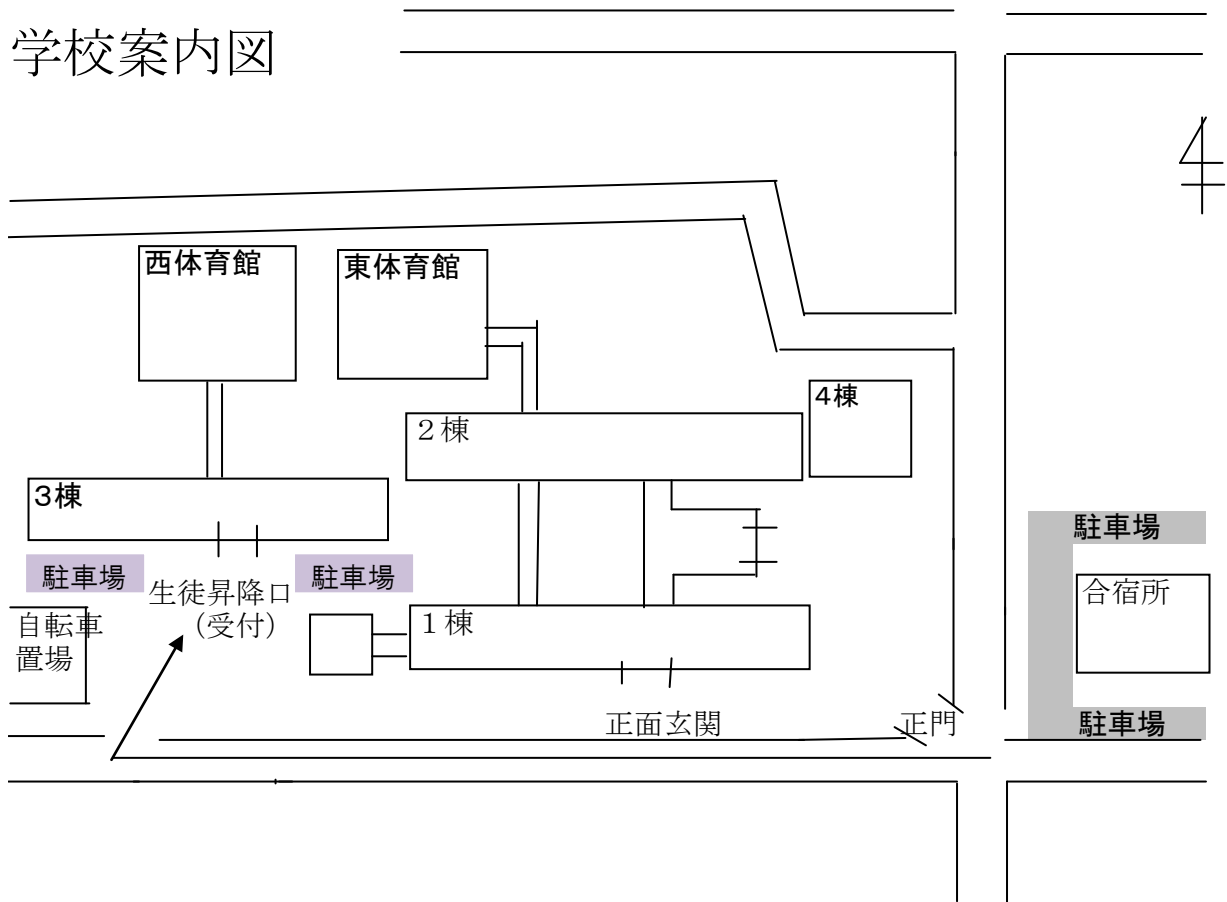 学校案内図
西体育館
東体育館
4棟
２棟
3棟
駐車場
駐車場
駐車場
生徒昇降口
(受付)
合宿所
自転車
置場
１棟
正面玄関
正門
駐車場